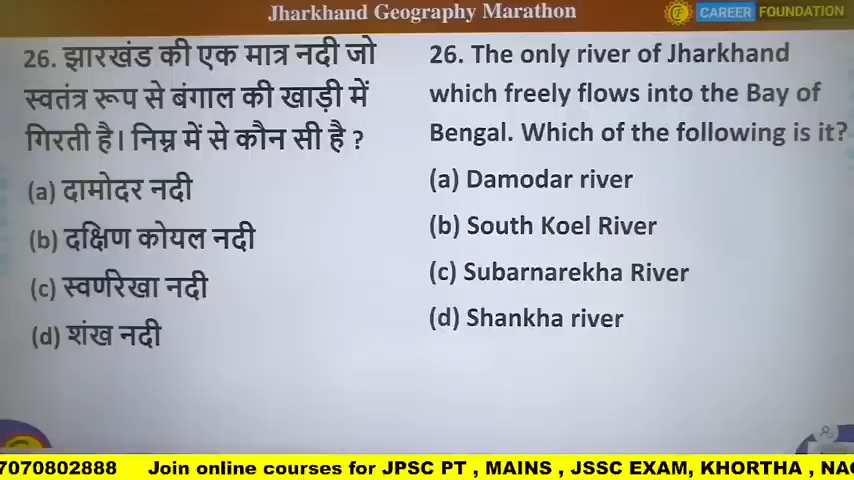 Jharkhand Geography Marathon
CAREER FOUNDATION
26. झारखंड की एक मात्र नदी जो
स्वतंत्र रूप से बंगाल की खाड़ी में
गिरती है। निम्न में से कौन सी है ?
(a) दामोदर नदी
(b) दक्षिण कोयल नदी
(c) स्वर्णरेखा नदी
(d) शंख नदी
26. The only river of Jharkhand
which freely flows into the Bay of
Bengal. Which of the following is it?
(a) Damodar river
(b) South Koel River
(c) Subarnarekha River
(d) Shankha river
7070802888 Join online courses for JPSC PT , MAINS , JSSC EXAM, KHORTHA , NAG